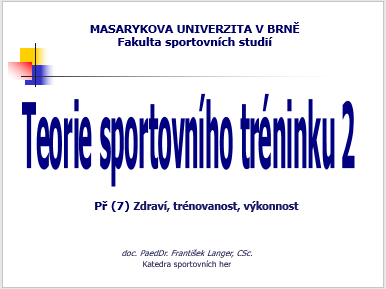 MASARYKOVA UNIVERZITA V BRNĚ
Fakulta sportovních studií
Teorie sportovního tréninku 2
Př (7) Zdraví, trénovanost, výkonnost
doc. PaedDr. František Langer, CSc.
Katedra sportovních her